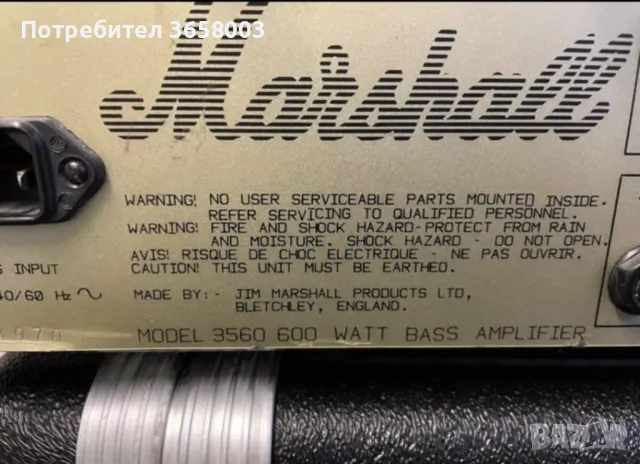 Потребител 3658003
Marshall
WARNING! NO USER SERVICEABLE PARTS MOUNTED INSIDE.
REFER SERVICING TO QUALIFIED PERSONNEL.
WARNING! FIRE AND SHOCK HAZARD-PROTECT FROM RAIN
AND MOISTURE. SHOCK HAZARD - DO NOT OPEN.
AVIS! RISQUE DE CHOC ELECTRIQUE - NE PAS OUVRIR.
CAUTION! THIS UNIT MUST BE EARTHED.
INPUT
/60 Hz ~
MADE BY:- JIM MARSHALL PRODUCTS LTD,
BLETCHLEY, ENGLAND.
MODEL 3560 600 WATT BASS AMPLIFIER
BAZAR